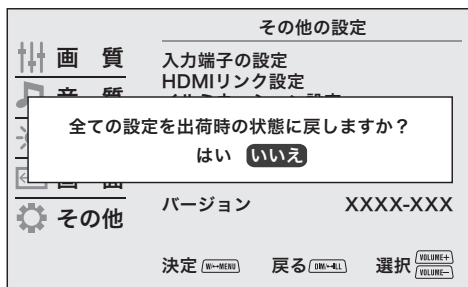 その他の設定
画 質
入力端子の設定
HDMIリンク設定
全ての設定を出荷時の状態に戻しますか？
はい いいえ
バージョン XXXX-XXX
その他
決定 戻る 選択 VOLUME+
VOLUME−